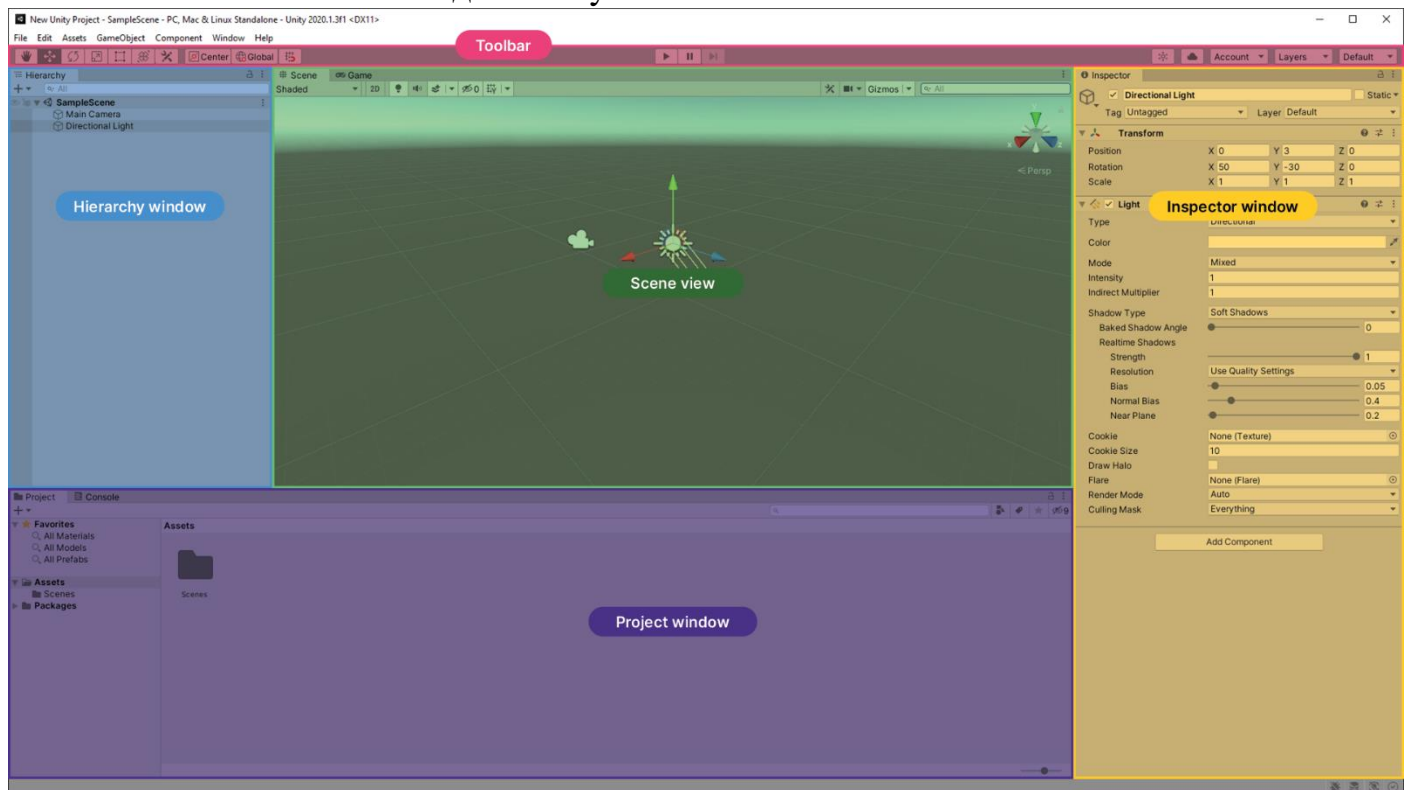 New Unity Project - SampleScene - PC, Mac & Linux Standalone - Unity 2020.1.3f1 <DX11>
File Edit Assets GameObject Component Window Help
Toolbar
Center Global
Account Layers Default
Hierarchy
All
SampleScene
Main Camera
Directional Light
Hierarchy window
Scene Game
Shaded 2D 0 Gizmos All
Y
X Z
Persp
Scene view
Inspector
Directional Light Static
Tag Untagged Layer Default
Transform
Position X 0 Y 3 Z 0
Rotation X 50 Y -30 Z 0
Scale X 1 Y 1 Z 1
Light
Inspector window
Type Directional
Color
Mode Mixed
Intensity 1
Indirect Multiplier 1
Shadow Type Soft Shadows
Baked Shadow Angle 0
Realtime Shadows
Strength 1
Resolution Use Quality Settings
Bias 0.05
Normal Bias 0.4
Near Plane 0.2
Cookie None (Texture)
Cookie Size 10
Draw Halo
Flare None (Flare)
Render Mode Auto
Culling Mask Everything
Add Component
Project Console
9
Favorites
All Materials
All Models
All Prefabs
Assets
Scenes
Packages
Assets
Scenes
Project window